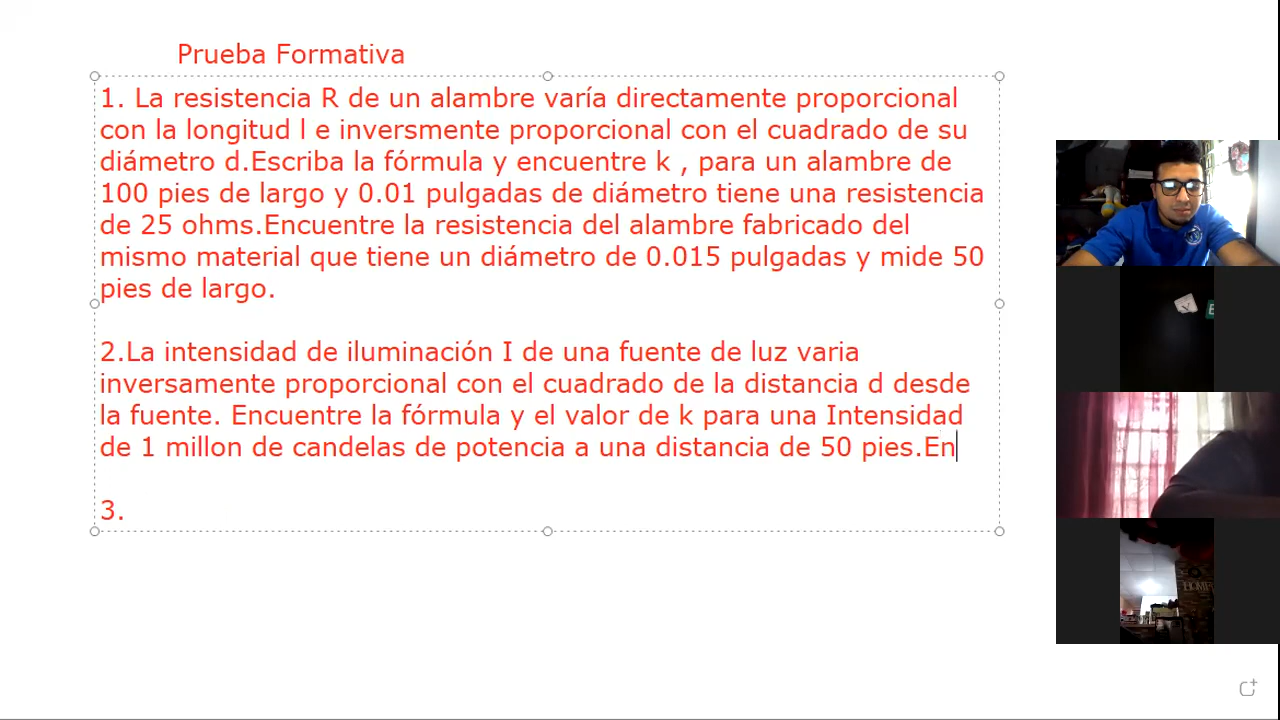 Prueba Formativa
1. La resistencia R de un alambre varía directamente proporcional
con la longitud l e inversmente proporcional con el cuadrado de su
diámetro d.Escriba la fórmula y encuentre k , para un alambre de
100 pies de largo y 0.01 pulgadas de diámetro tiene una resistencia
de 25 ohms.Encuentre la resistencia del alambre fabricado del
mismo material que tiene un diámetro de 0.015 pulgadas y mide 50
pies de largo.
2.La intensidad de iluminación I de una fuente de luz varia
inversamente proporcional con el cuadrado de la distancia d desde
la fuente. Encuentre la fórmula y el valor de k para una Intensidad
de 1 millon de candelas de potencia a una distancia de 50 pies.En
3.